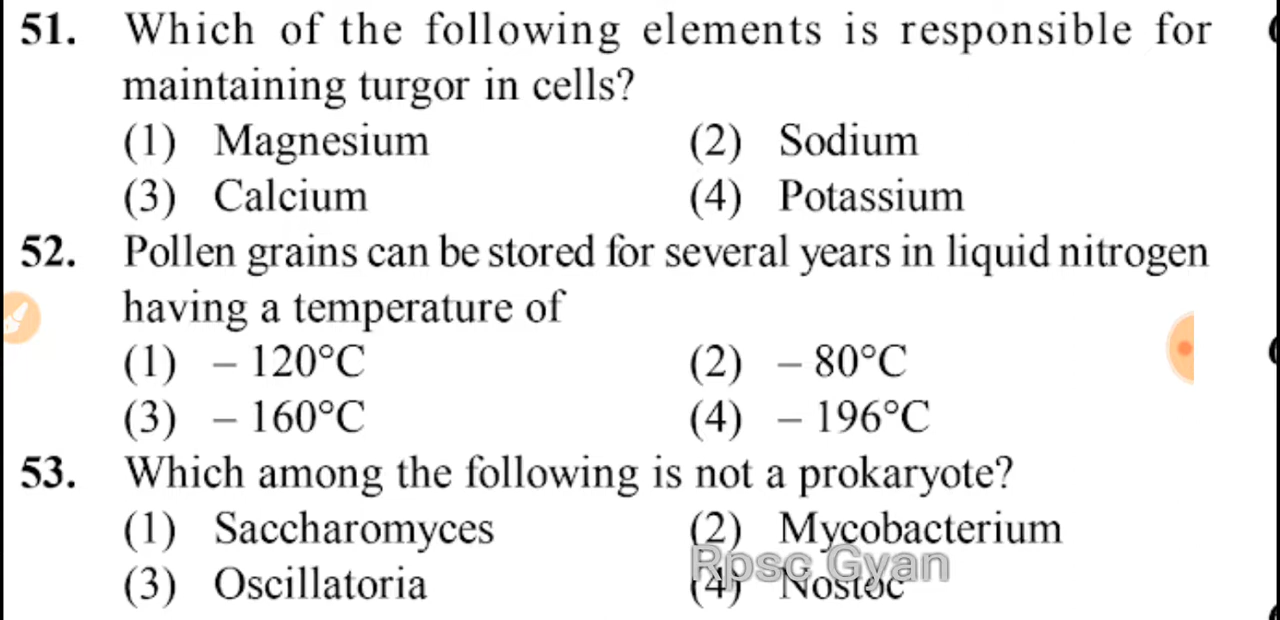 51. Which of the following elements is responsible for
maintaining turgor in cells?
(1) Magnesium (2) Sodium
(3) Calcium (4) Potassium
52. Pollen grains can be stored for several years in liquid nitrogen
having a temperature of
(1) – 120°C (2) – 80°C
(3) – 160°C (4) – 196°C
53. Which among the following is not a prokaryote?
(1) Saccharomyces (2) Mycobacterium
Rpsc Gyan
(3) Oscillatoria (4) Nostoc